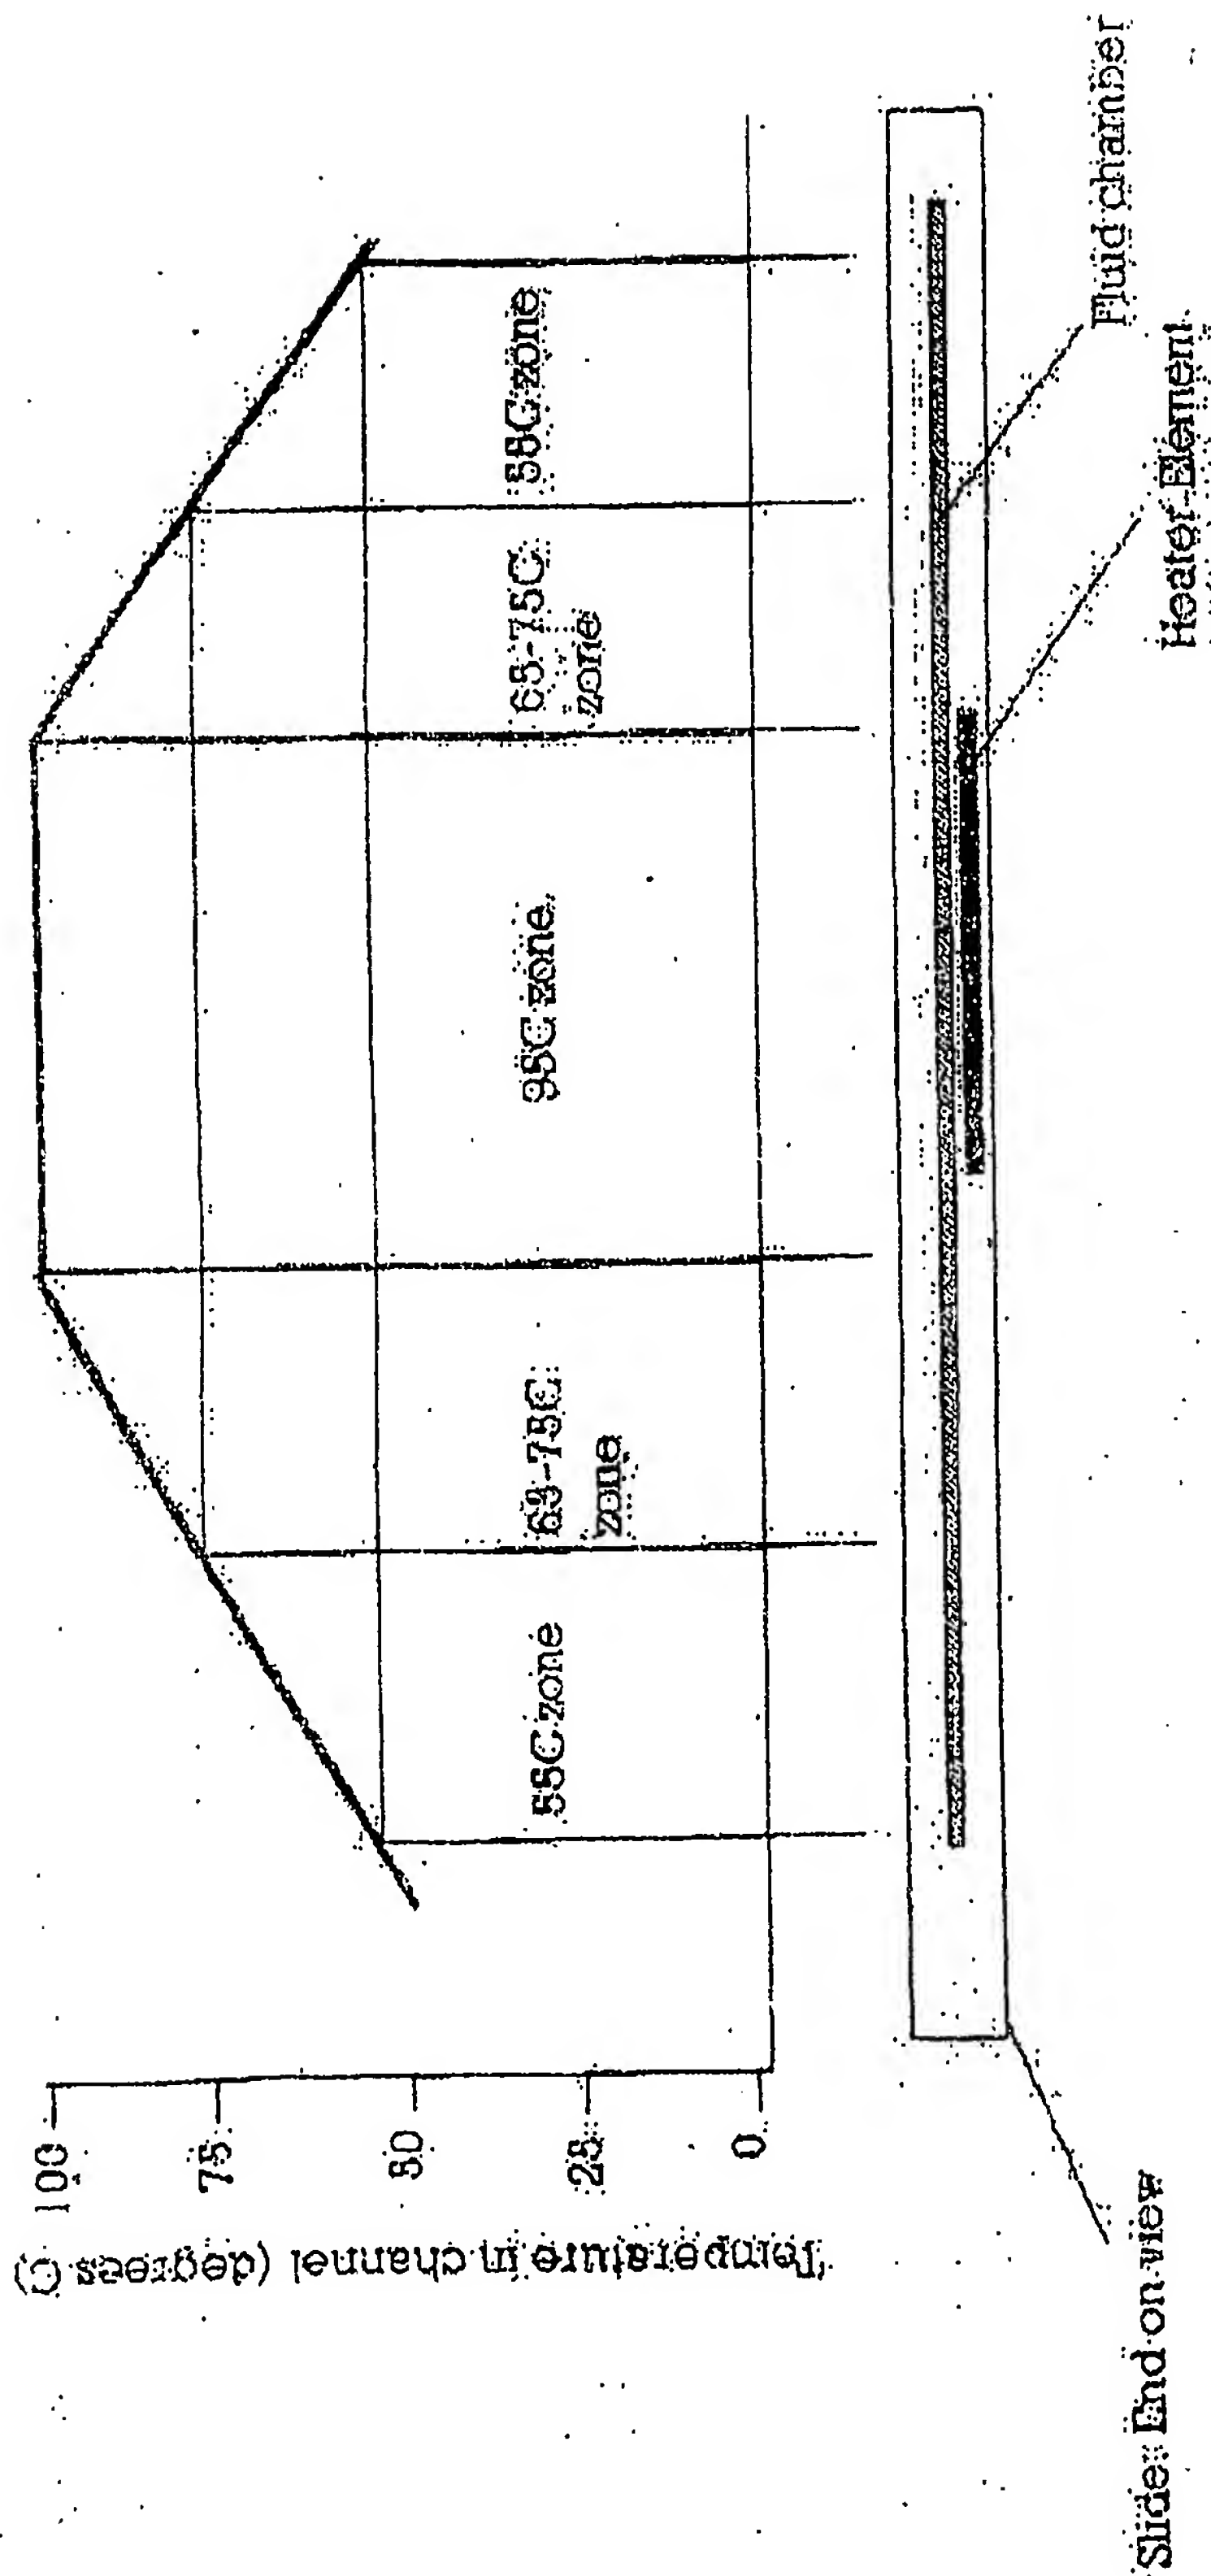 Temperature in channel (degrees C)
100
75
50
25
0
55C zone
65-75C
zone
95C zone
65-75C
zone
55C zone
Slide: End on view
Heater Element
Fluid chamber